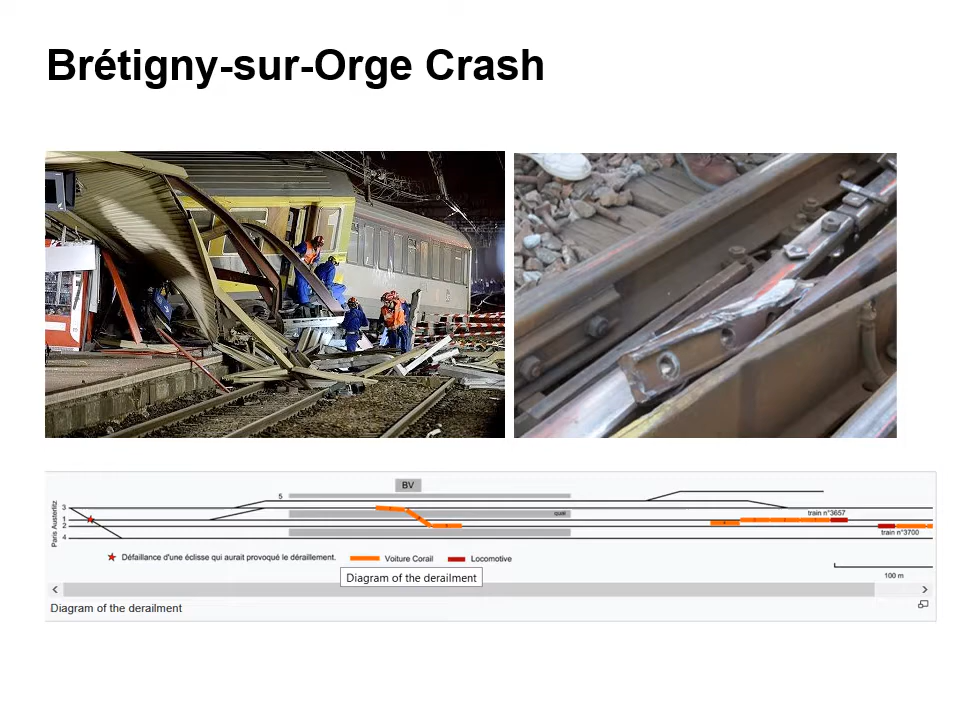 Brétigny-sur-Orge Crash
BV
5
3
1
2
4
Paris Austerlitz
quai
train n°3657
train n°3700
Défaillance d'une éclisse qui aurait provoqué le déraillement.
Voiture Corail
Locomotive
Diagram of the derailment
100 m
Diagram of the derailment